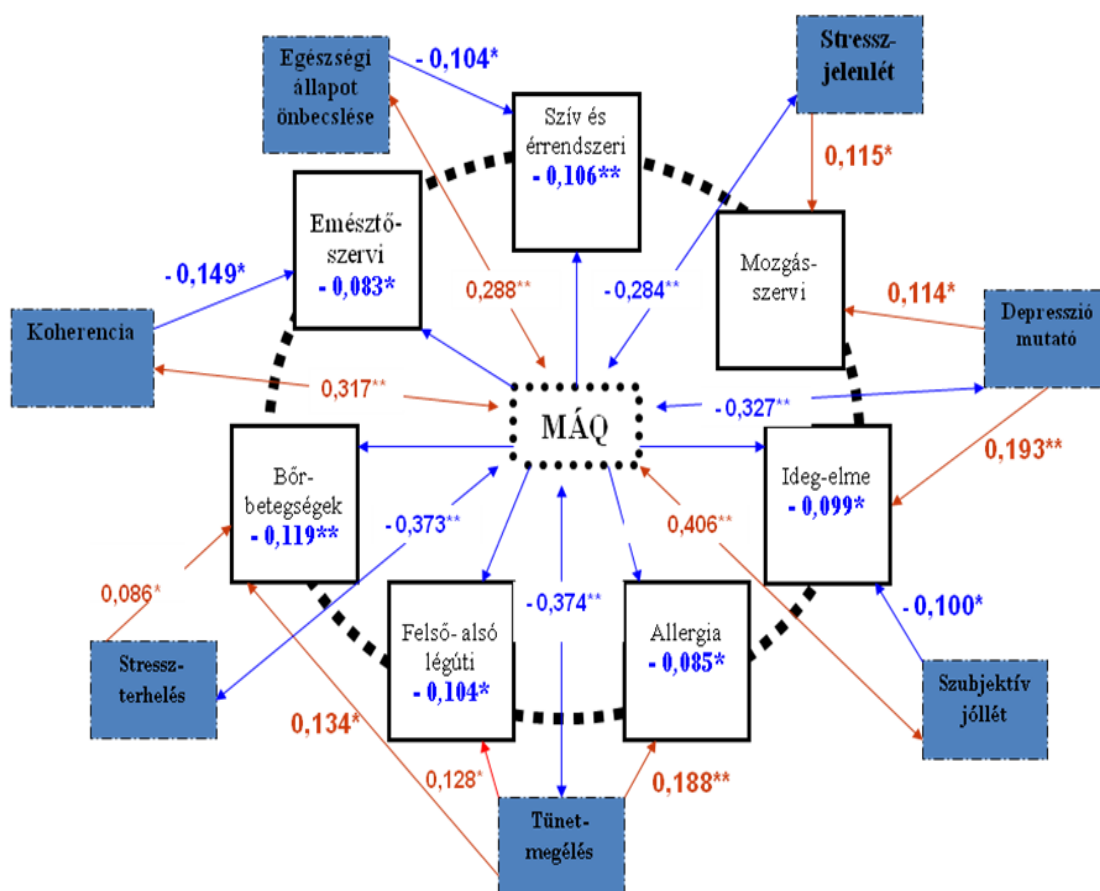 Egészségi
állapot
önbecslése
- 0,104*
Stressz-
jelenlét
Szív és
érrendszeri
- 0,106**
0,115*
Emésztő-
szervi
- 0,083*
Mozgás-
szervi
- 0,149*
0,288**
-0,284**
0,114*
Depresszió
mutató
Koherencia
0,317**
MÁQ
-0,327**
0,193**
Bőr-
betegségek
- 0,119**
Ideg-elme
- 0,099*
-0,373**
0,406**
0,086*
-0,374**
- 0,100*
Felső- alsó
légúti
- 0,104*
Allergia
- 0,085*
Stressz-
terhelés
Szubjektív
jóllét
0,134*
0,128*
0,188**
Tünet-
megélés